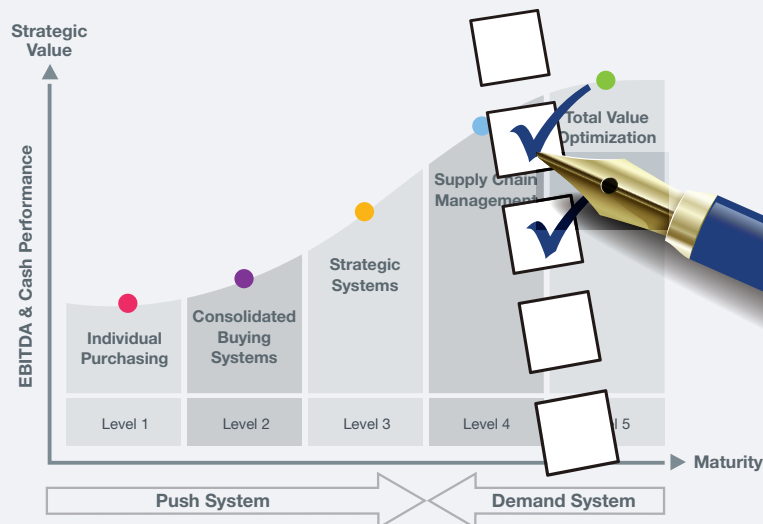 Strategic
Value
EBITDA & Cash Performance
Individual
Purchasing
Consolidated
Buying
Systems
Strategic
Systems
Supply Chain
Management
Total Value
Optimization
Level 1
Level 2
Level 3
Level 4
l 5
Maturity
Push System
Demand System